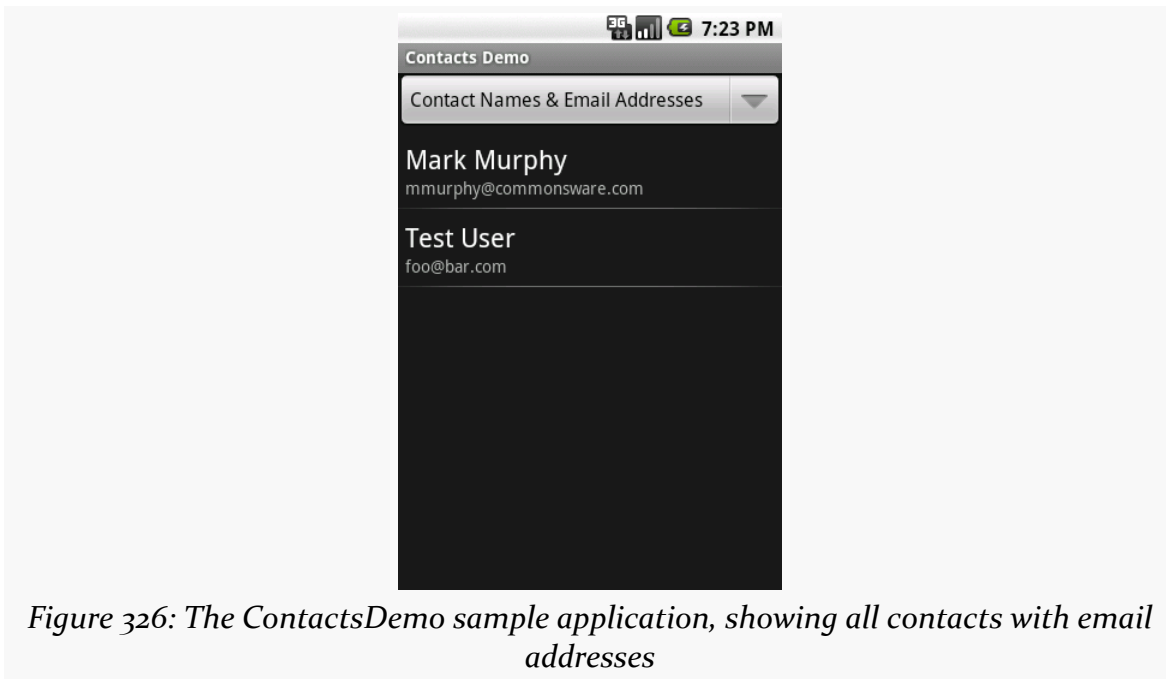 3G 7:23 PM
Contacts Demo
Contact Names & Email Addresses
Mark Murphy
mmurphy@commonsware.com
Test User
foo@bar.com
Figure 326: The ContactsDemo sample application, showing all contacts with email
addresses